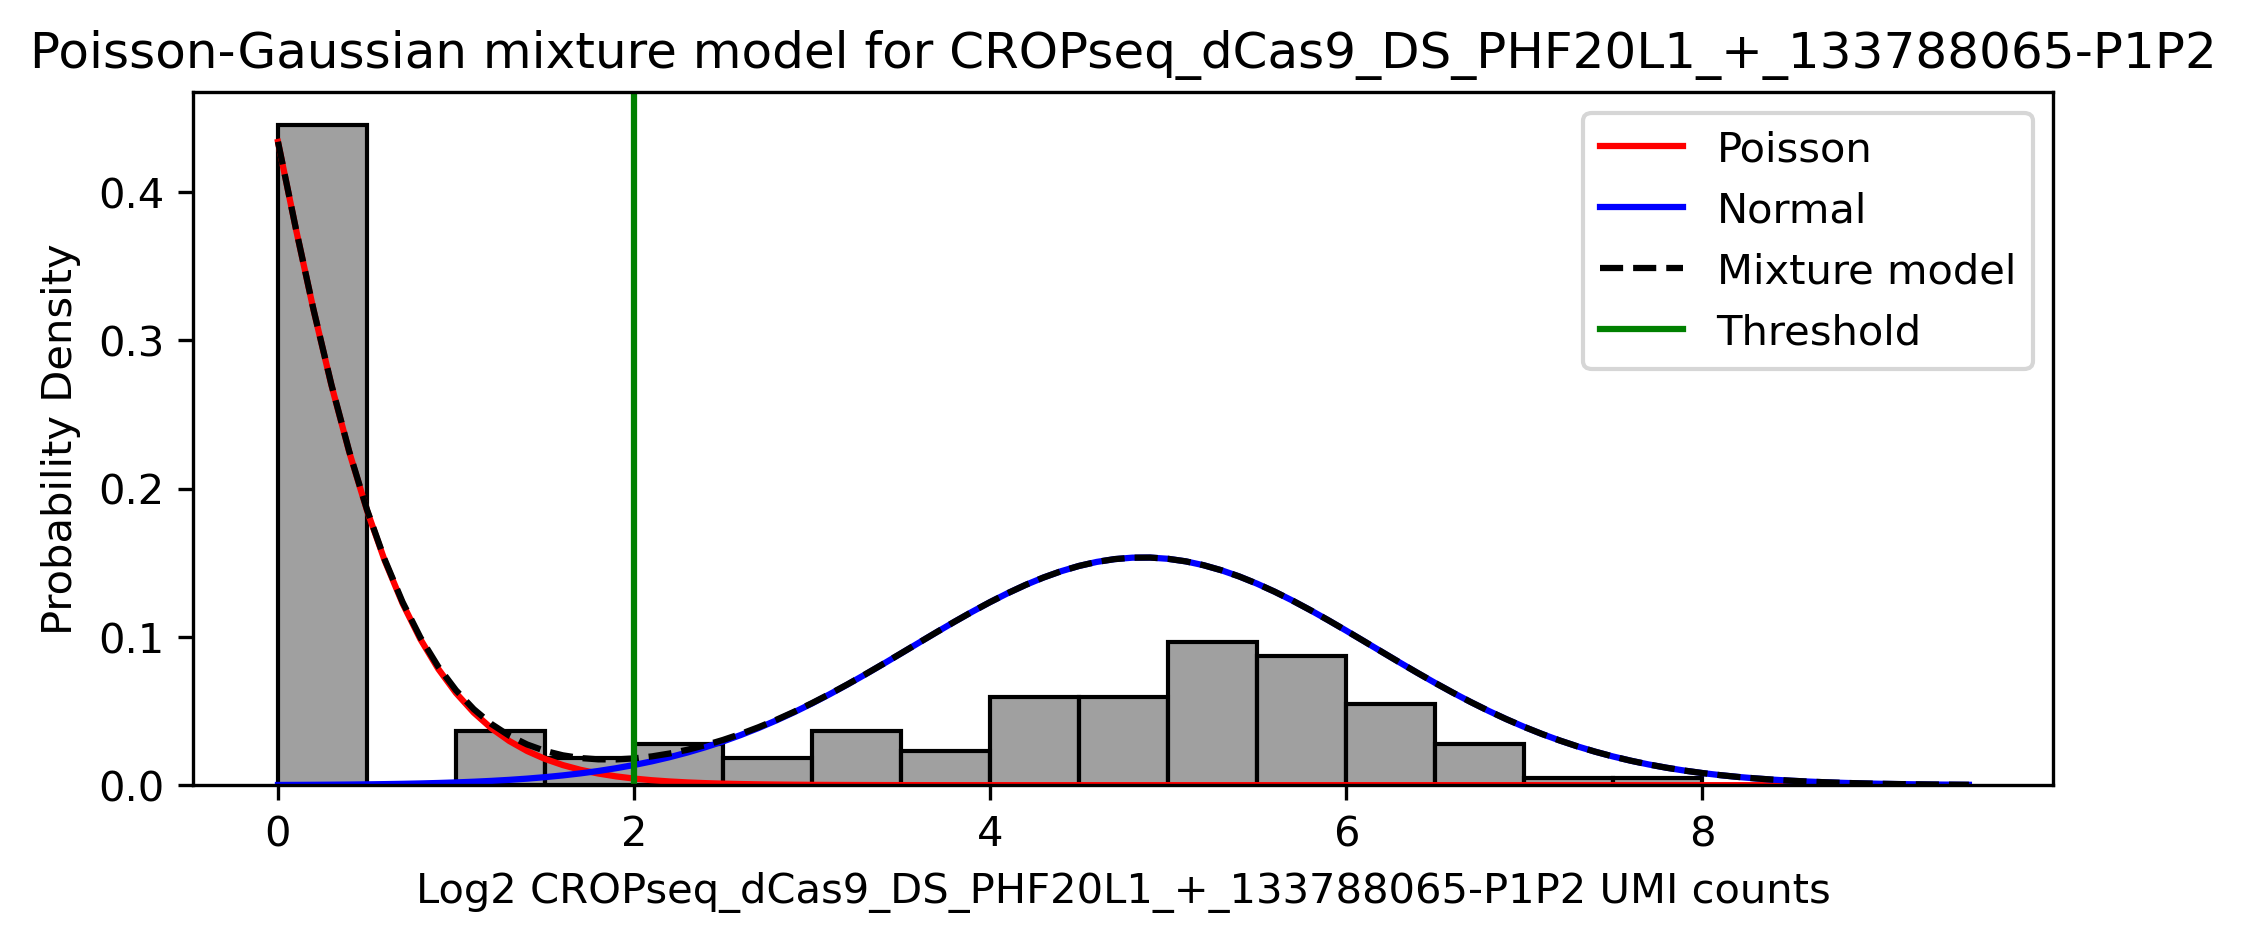 Poisson-Gaussian mixture model for CROPseq_dCas9_DS_PHF20L1_+_133788065-P1P2
Poisson
Normal
Mixture model
Threshold
Probability Density
0.4
0.3
0.2
0.1
0.0
0 2 4 6 8
Log2 CROPseq_dCas9_DS_PHF20L1_+_133788065-P1P2 UMI counts